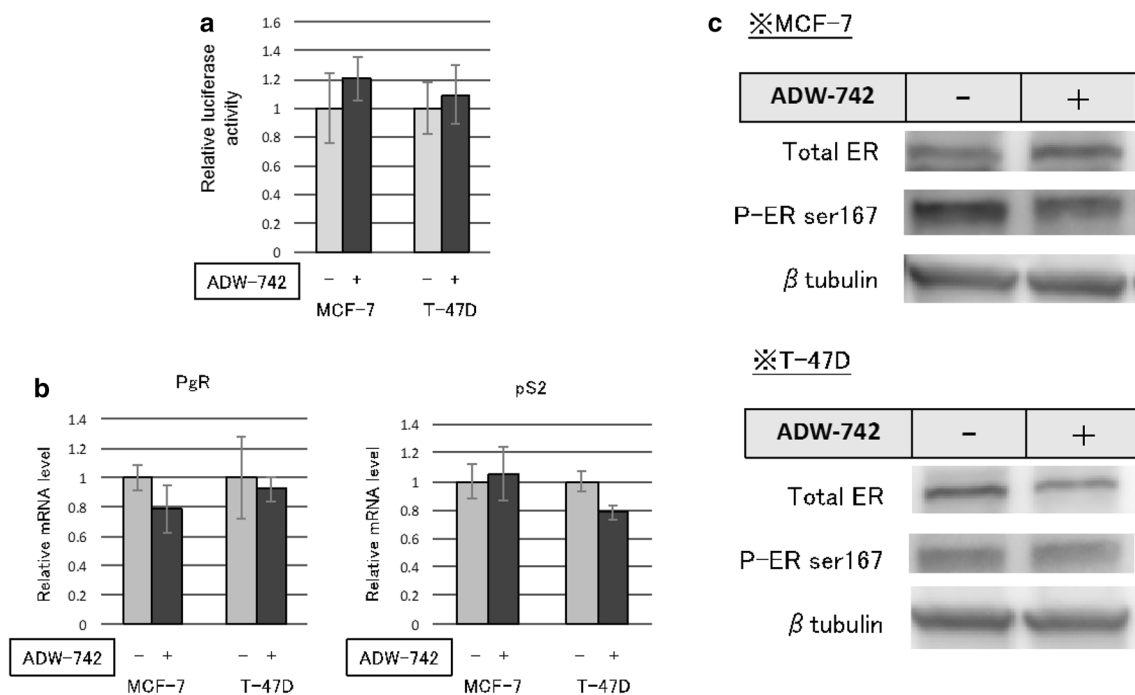 a
1.6
1.4
1.2
1
0.8
0.6
0.4
0.2
0
Relative luciferase
activity
ADW-742
− + − +
MCF-7 T-47D
b
PgR
1.4
1.2
1
0.8
0.6
0.4
0.2
0
Relative mRNA level
ADW-742
− + − +
MCF-7 T-47D
pS2
1.4
1.2
1
0.8
0.6
0.4
0.2
0
Relative mRNA level
ADW-742
− + − +
MCF-7 T-47D
c
※MCF-7
ADW-742 − +
Total ER
P-ER ser167
β tubulin
※T-47D
ADW-742 − +
Total ER
P-ER ser167
β tubulin